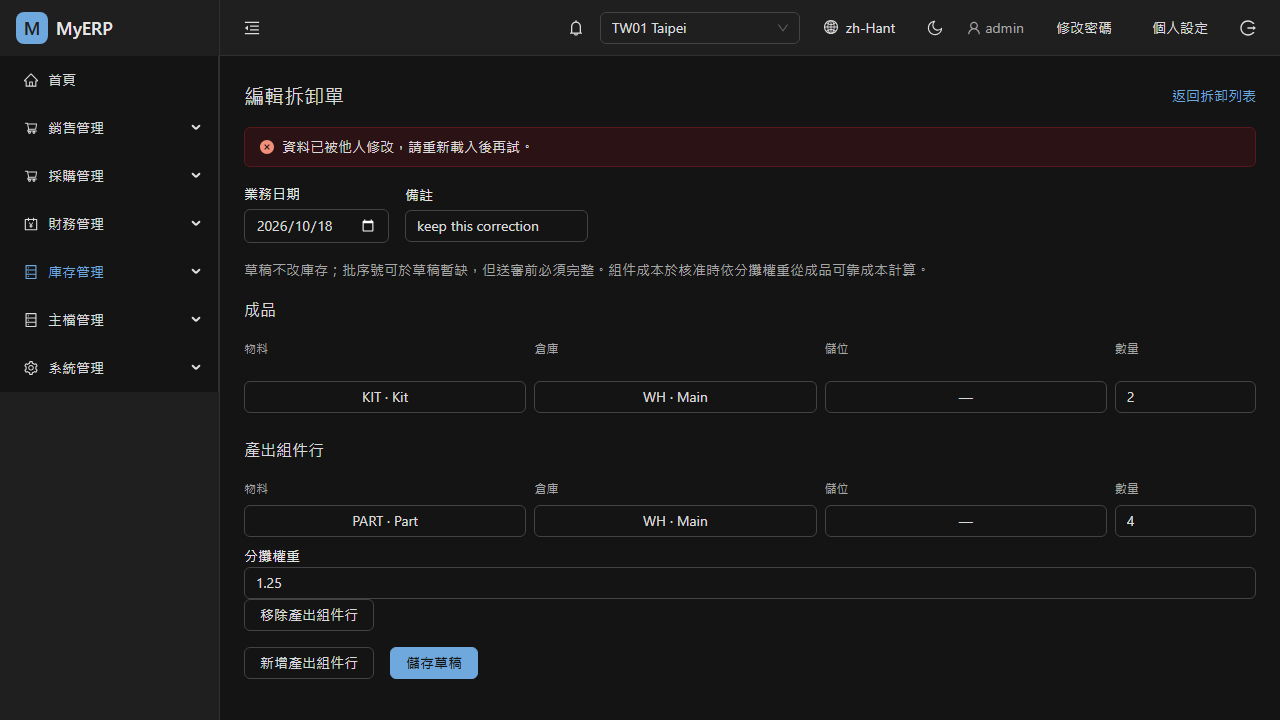 M MyERP
TW01 Taipei
zh-Hant
admin
修改密碼
個人設定
首頁
銷售管理
採購管理
財務管理
庫存管理
主檔管理
系統管理
編輯拆卸單
返回拆卸列表
資料已被他人修改，請重新載入後再試。
業務日期
備註
2026/10/18
keep this correction
草稿不改庫存；批序號可於草稿暫缺，但送審前必須完整。組件成本於核准時依分攤權重從成品可靠成本計算。
成品
物料 倉庫 儲位 數量
KIT · Kit WH · Main — 2
產出組件行
物料 倉庫 儲位 數量
PART · Part WH · Main — 4
分攤權重
1.25
移除產出組件行
新增產出組件行 儲存草稿